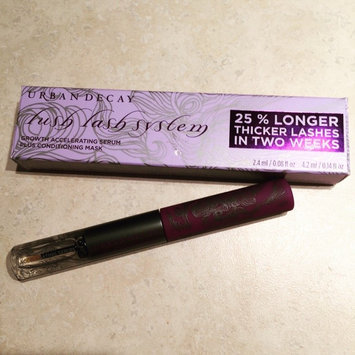 URBAN DECAY
lush lash system
GROWTH ACCELERATING SERUM
PLUS CONDITIONING MASK
25 % LONGER
THICKER LASHES
IN TWO WEEKS
2.4 ml / 0.08 fl oz 4.2 ml / 0.14 fl oz